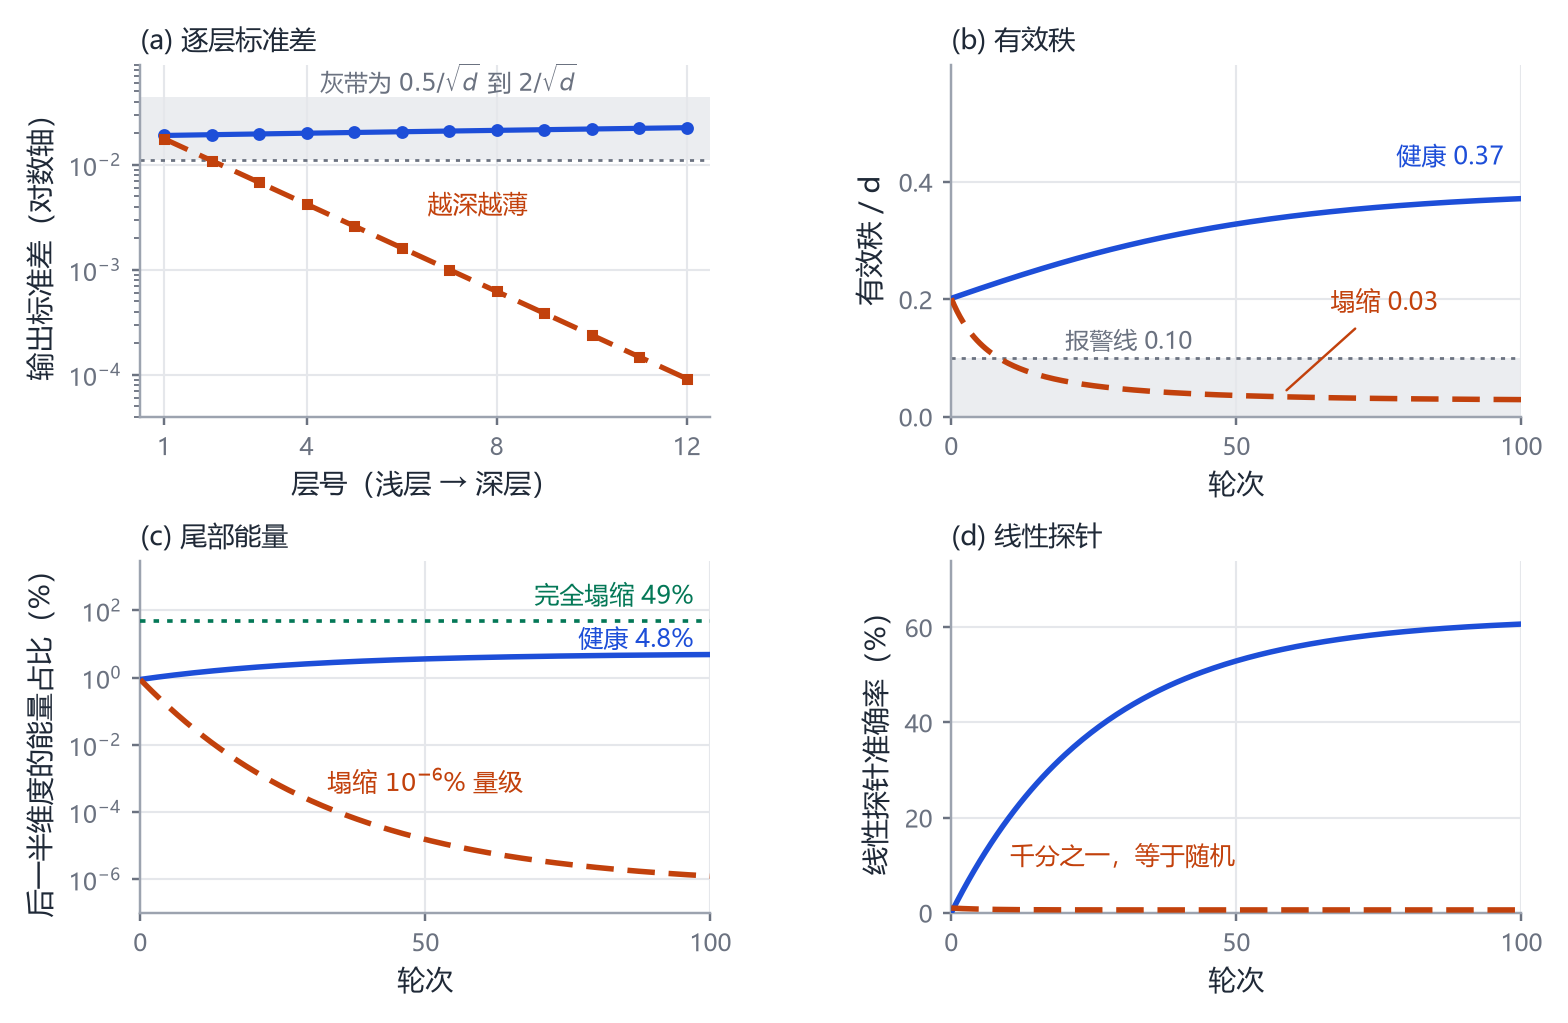 (a) 逐层标准差
灰带为 0.5/√d 到 2/√d
10⁻²
10⁻³
10⁻⁴
输出标准差（对数轴）
越深越薄
1 4 8 12
层号（浅层 → 深层）
(b) 有效秩
健康 0.37
0.4
0.2
0.0
有效秩 / d
塌缩 0.03
报警线 0.10
0 50 100
轮次
(c) 尾部能量
完全塌缩 49%
健康 4.8%
10²
10⁰
10⁻²
10⁻⁴
10⁻⁶
后一半维度的能量占比（%）
塌缩 10⁻⁶% 量级
0 50 100
轮次
(d) 线性探针
60
40
20
0
线性探针准确率（%）
千分之一，等于随机
0 50 100
轮次